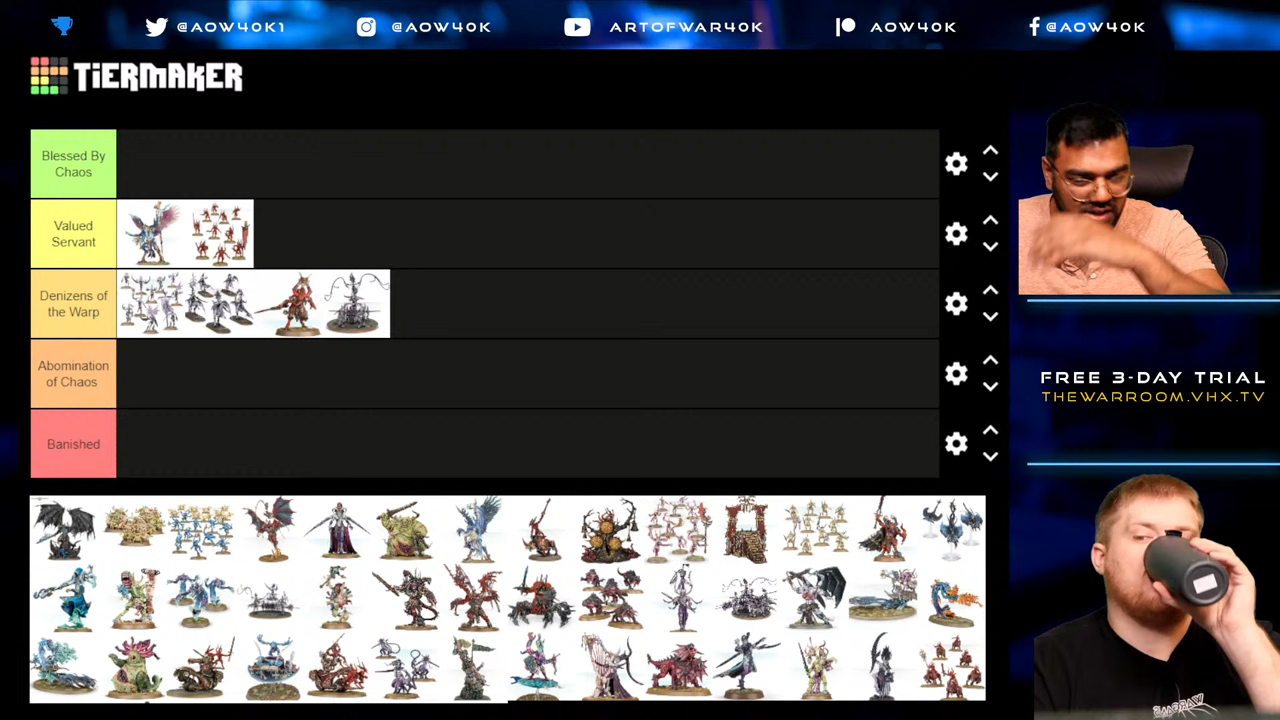 @AOW40K1
@AOW40K
ARTOFWAR40K
AOW40K
@AOW40K
TiERMAKER
Blessed By
Chaos
Valued
Servant
Denizens of
the Warp
Abomination
of Chaos
Banished
FREE 3-DAY TRIAL
THEWARROOM.VHX.TV